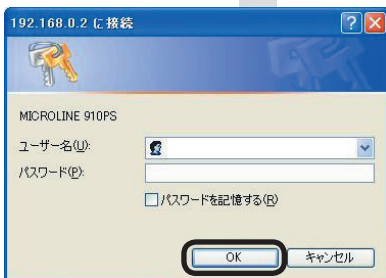 192.168.0.2 に接続
MICROLINE 910PS
ユーザー名(U):
パスワード(P):
パスワードを記憶する(R)
OK
キャンセル